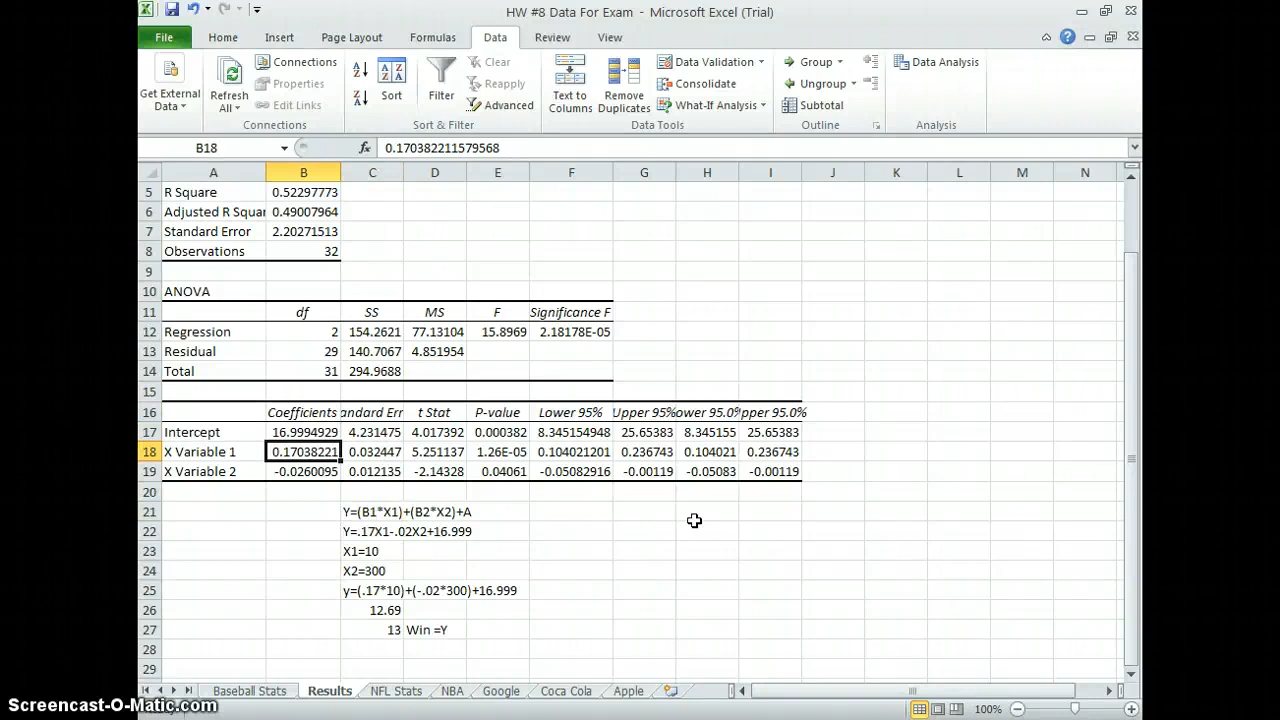 HW #8 Data For Exam - Microsoft Excel (Trial)
File Home Insert Page Layout Formulas Data Review View
Get External Data Refresh All Connections Properties Edit Links Sort Filter Clear Reapply Advanced Text to Columns Remove Duplicates Data Validation Consolidate What-If Analysis Group Ungroup Subtotal Data Analysis
Connections Sort & Filter Data Tools Outline Analysis
B18 fx 0.170382211579568
A B C D E F G H I J K L M N
5 R Square 0.52297773
6 Adjusted R Squar 0.49007964
7 Standard Error 2.20271513
8 Observations 32
9
10 ANOVA
11 df SS MS F Significance F
12 Regression 2 154.2621 77.13104 15.8969 2.18178E-05
13 Residual 29 140.7067 4.851954
14 Total 31 294.9688
15
16 Coefficients andard Err t Stat P-value Lower 95% Upper 95% ower 95.0% pper 95.0%
17 Intercept 16.9994929 4.231475 4.017392 0.000382 8.345154948 25.65383 8.345155 25.65383
18 X Variable 1 0.17038221 0.032447 5.251137 1.26E-05 0.104021201 0.236743 0.104021 0.236743
19 X Variable 2 -0.0260095 0.012135 -2.14328 0.04061 -0.05082916 -0.00119 -0.05083 -0.00119
20
21 Y=(B1*X1)+(B2*X2)+A
22 Y=.17X1-.02X2+16.999
23 X1=10
24 X2=300
25 y=(.17*10)+(-.02*300)+16.999
26 12.69
27 13 Win =Y
28
29
Baseball Stats Results NFL Stats NBA Google Coca Cola Apple
100%
Screencast-O-Matic.com